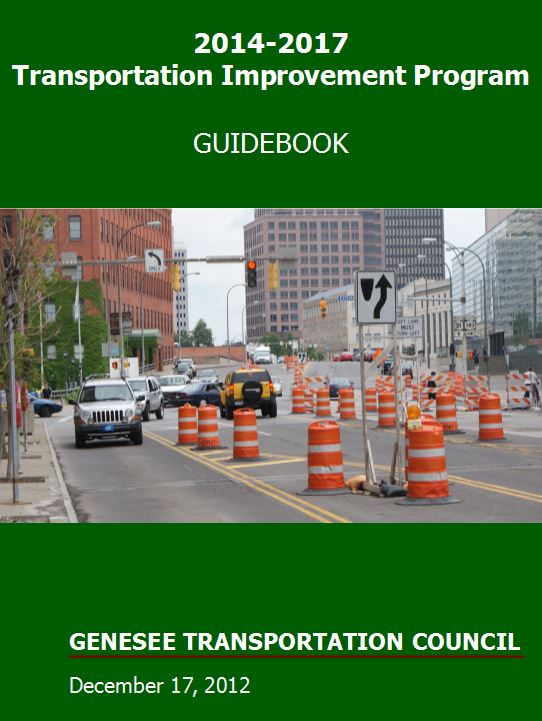 2014-2017
Transportation Improvement Program
GUIDEBOOK
ONLY
LEFT LANE
MUST
TURN LEFT
GENESEE TRANSPORTATION COUNCIL
December 17, 2012